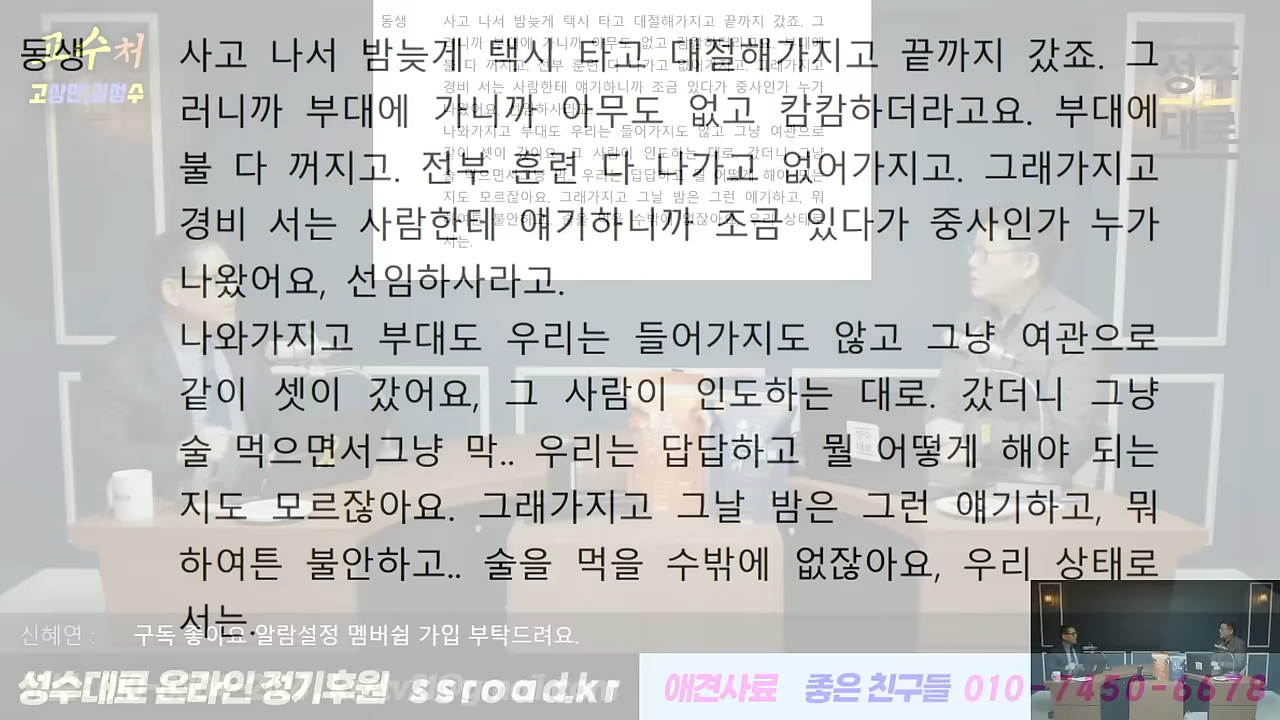 고수처
고상만,김성수
성수
대로
동생 사고 나서 밤늦게 택시 타고 대절해가지고 끝까지 갔죠. 그
러니까 부대에 가니까 아무도 없고 캄캄하더라고요. 부대에
불 다 꺼지고. 전부 훈련 다 나가고 없어가지고. 그래가지고
경비 서는 사람한테 얘기하니까 조금 있다가 중사인가 누가
나왔어요, 선임하사라고.
나와가지고 부대도 우리는 들어가지도 않고 그냥 여관으로
같이 셋이 갔어요, 그 사람이 인도하는 대로. 갔더니 그냥
술 먹으면서그냥 막.. 우리는 답답하고 뭘 어떻게 해야 되는
지도 모르잖아요. 그래가지고 그날 밤은 그런 얘기하고, 뭐
하여튼 불안하고.. 술을 먹을 수밖에 없잖아요, 우리 상태로
서는.
신혜연 : 구독 좋아요 알람설정 멤버쉽 가입 부탁드려요.
성수대로 온라인 정기후원 ssroad.kr 애견사료 좋은 친구들 010-7450-6678